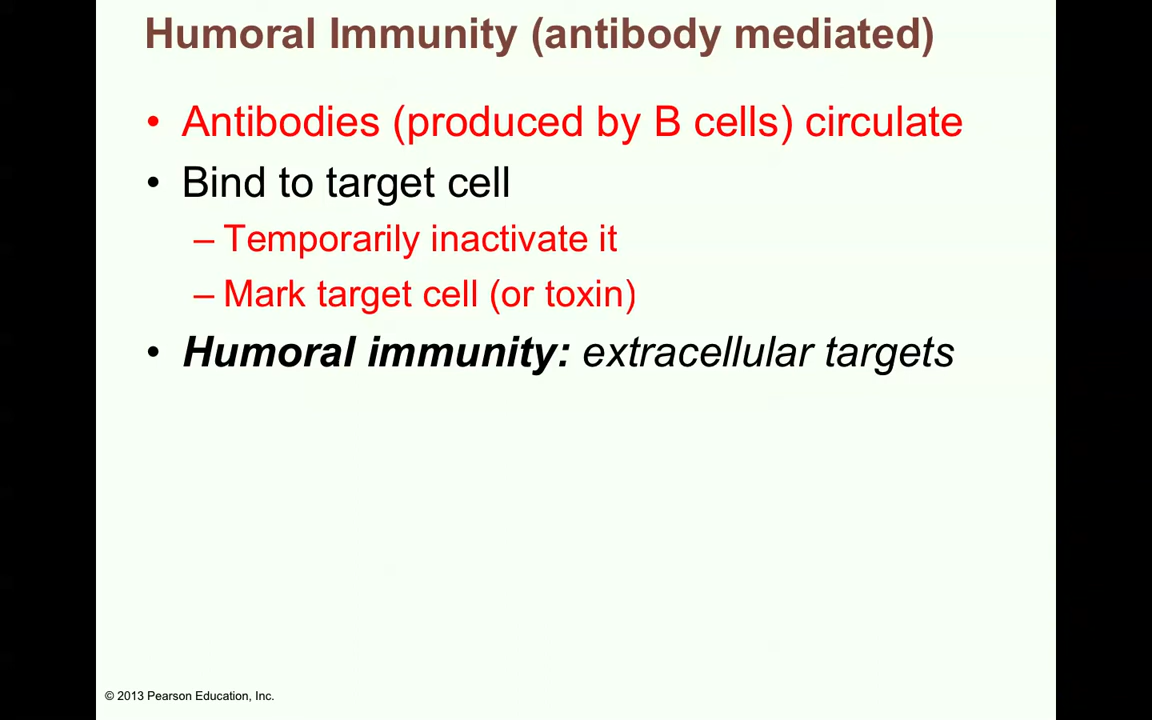 Humoral Immunity (antibody mediated)
• Antibodies (produced by B cells) circulate
• Bind to target cell
– Temporarily inactivate it
– Mark target cell (or toxin)
• Humoral immunity: extracellular targets
© 2013 Pearson Education, Inc.